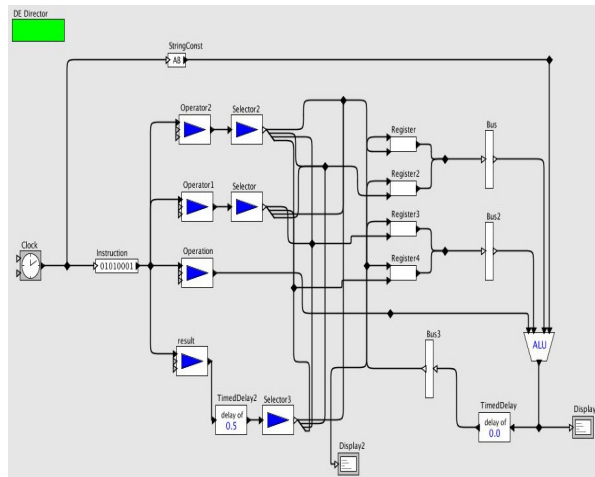 DE Director
StringConst
AB
Operator2
Selector2
Register
Bus
Register2
Operator1
Selector
Register3
Bus2
Clock
Instruction
01010001
Operation
Register4
Bus3
ALU
result
TimedDelay2
delay of
0.5
Selector3
TimedDelay
delay of
0.0
Display
Display2